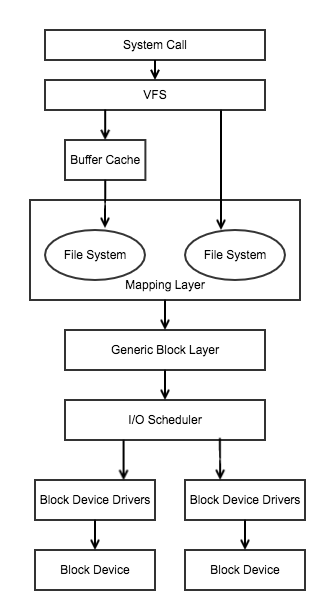 System Call
VFS
Buffer Cache
File System
File System
Mapping Layer
Generic Block Layer
I/O Scheduler
Block Device Drivers
Block Device Drivers
Block Device
Block Device